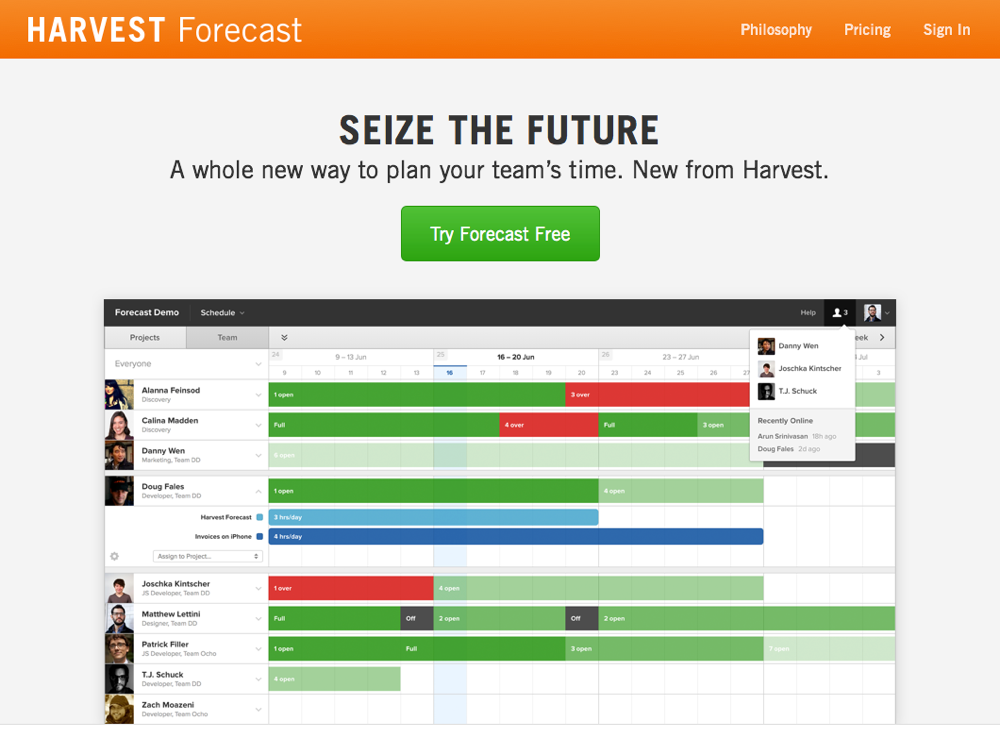 HARVEST Forecast
Philosophy Pricing Sign In
SEIZE THE FUTURE
A whole new way to plan your team's time. New from Harvest.
Try Forecast Free
Forecast Demo Schedule Help 3
Projects Team eek
Danny Wen
Joschka Kintscher
T.J. Schuck
Recently Online
Arun Srinivasan 18h ago
Doug Fales 2d ago
Everyone
24 9 – 13 Jun 25 16 – 20 Jun 26 23 – 27 Jun Jul
9 10 11 12 13 16 17 18 19 20 23 24 25 26 27 3
Alanna Feinsod
Discovery
1 open 3 over
Calina Madden
Discovery
Full 4 over Full 3 open
Danny Wen
Marketing, Team DD
6 open
Doug Fales
Developer, Team DD
1 open 4 open
Harvest Forecast 3 hrs/day
Invoices on iPhone 4 hrs/day
Assign to Project...
Joschka Kintscher
JS Developer, Team DD
1 over 4 open
Matthew Lettini
Designer, Team DD
Full Off 2 open Off 2 open
Patrick Filler
JS Developer, Team Ocho
1 open Full 3 open 7 open
T.J. Schuck
Developer, Team DD
4 open
Zach Moazeni
Developer, Team Ocho